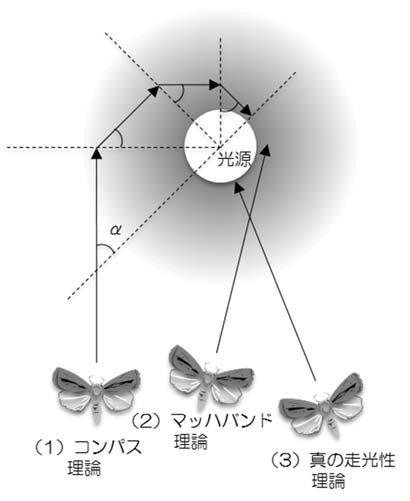 光源
α
（1）コンパス
理論
（2）マッハバンド
理論
（3）真の走光性
理論